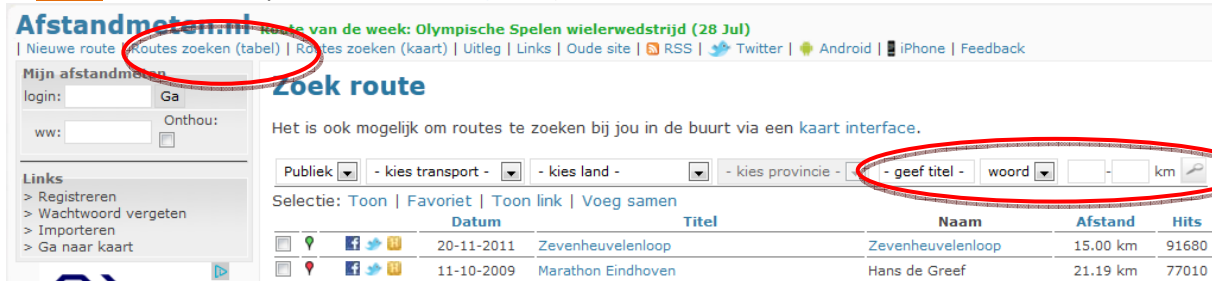 Afstandmeten.nl Route van de week: Olympische Spelen wielerwedstrijd (28 Jul)
| Nieuwe route | Routes zoeken (tabel) | Routes zoeken (kaart) | Uitleg | Links | Oude site | RSS | Twitter | Android | iPhone | Feedback
Mijn afstandmeten
login: Ga
ww: Onthou:
Links
> Registreren
> Wachtwoord vergeten
> Importeren
> Ga naar kaart
Zoek route
Het is ook mogelijk om routes te zoeken bij jou in de buurt via een kaart interface.
Publiek - kies transport - - kies land - - kies provincie - - geef titel - woord - km
Selectie: Toon | Favoriet | Toon link | Voeg samen
Datum Titel Naam Afstand Hits
20-11-2011 Zevenheuvelenloop Zevenheuvelenloop 15.00 km 91680
11-10-2009 Marathon Eindhoven Hans de Greef 21.19 km 77010